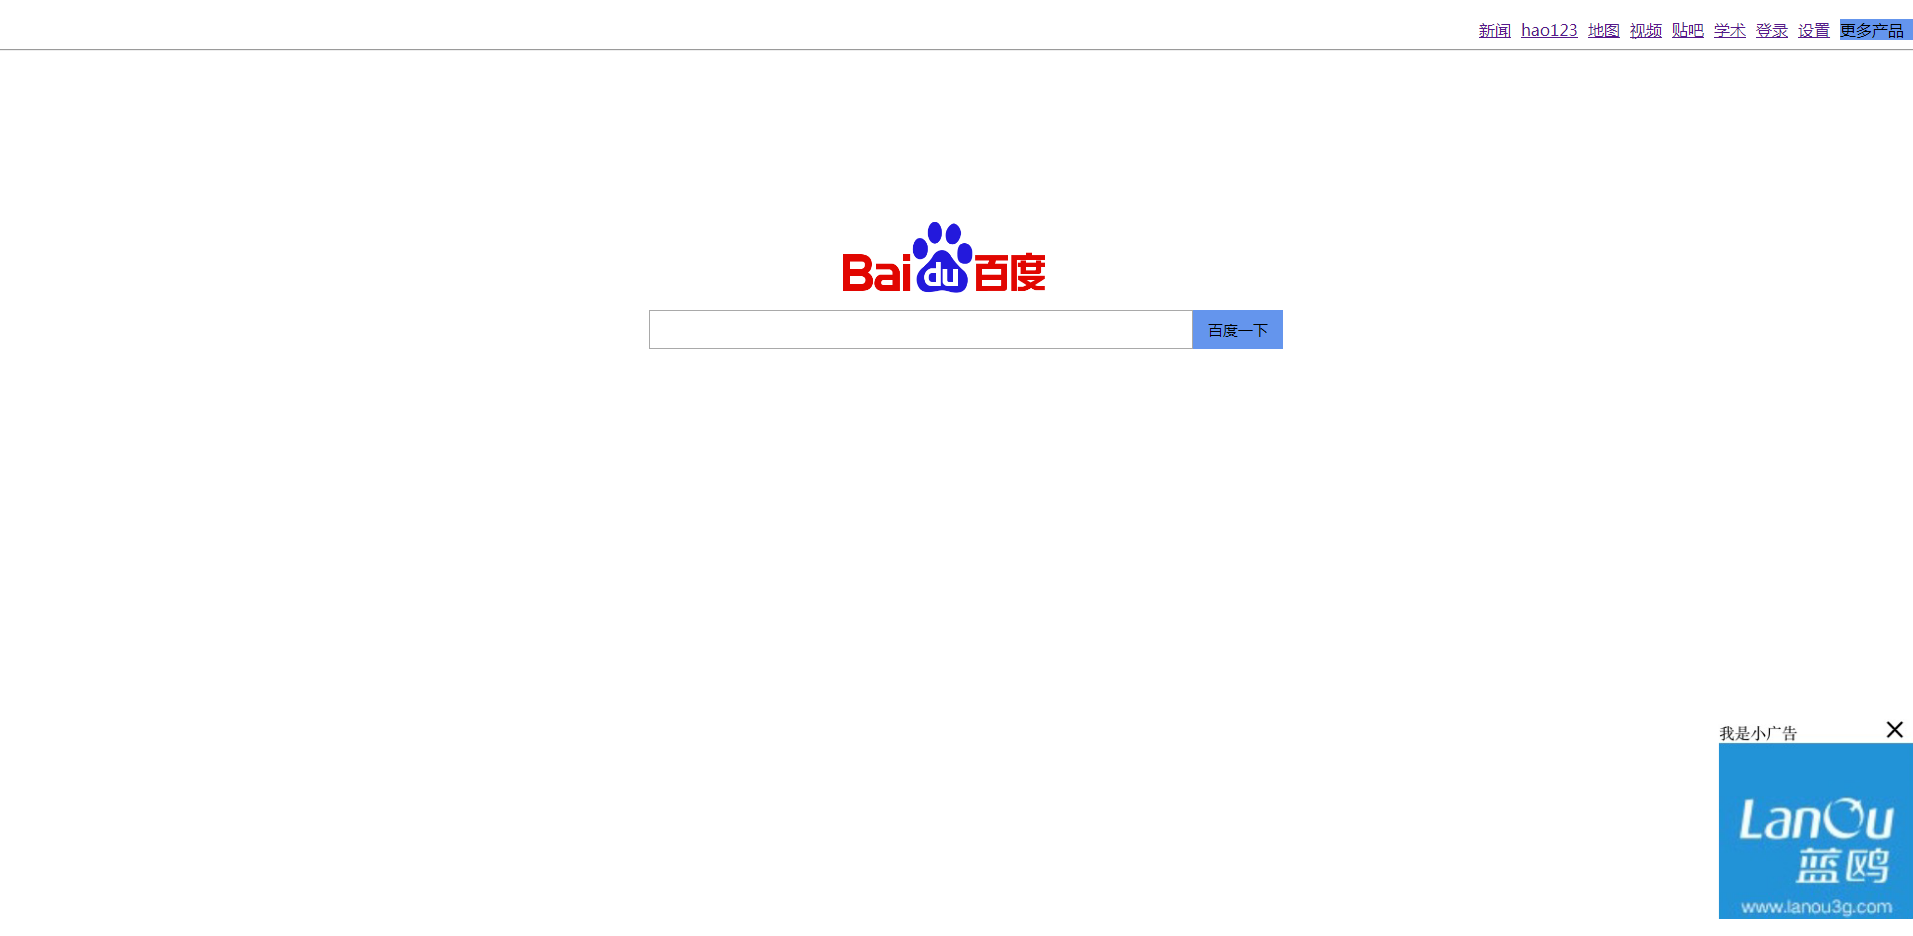 新闻 hao123 地图 视频 贴吧 学术 登录 设置 更多产品
Bai du 百度
百度一下
我是小广告
LanOu
蓝鸥
www.lanou3g.com